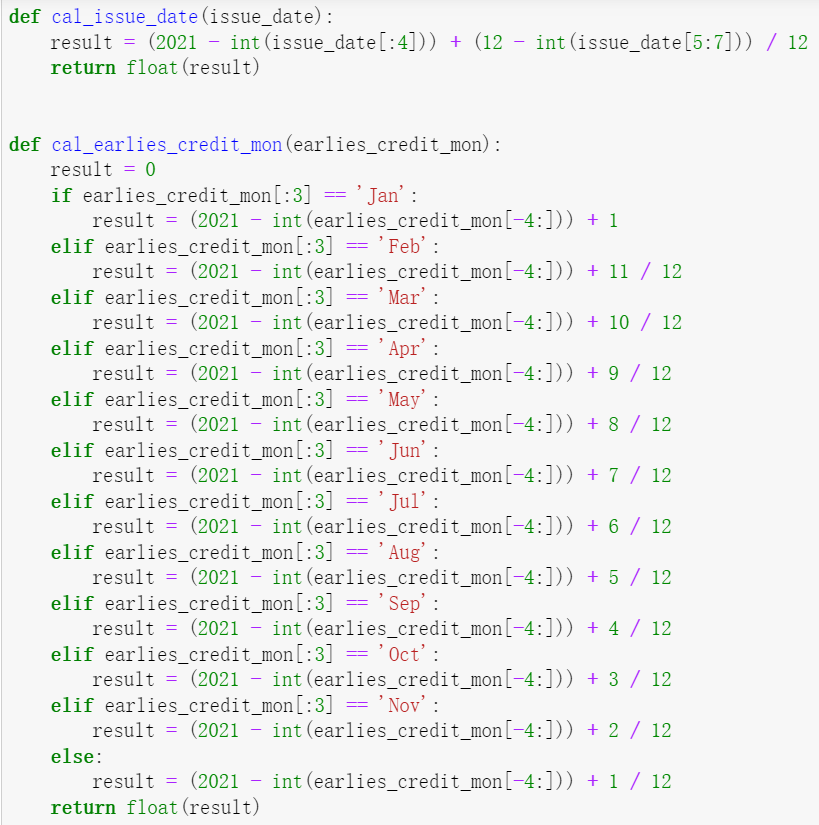 def cal_issue_date(issue_date):
    result = (2021 - int(issue_date[:4])) + (12 - int(issue_date[5:7])) / 12
    return float(result)
def cal_earlies_credit_mon(earlies_credit_mon):
    result = 0
    if earlies_credit_mon[:3] == 'Jan':
        result = (2021 - int(earlies_credit_mon[-4:])) + 1
    elif earlies_credit_mon[:3] == 'Feb':
        result = (2021 - int(earlies_credit_mon[-4:])) + 11 / 12
    elif earlies_credit_mon[:3] == 'Mar':
        result = (2021 - int(earlies_credit_mon[-4:])) + 10 / 12
    elif earlies_credit_mon[:3] == 'Apr':
        result = (2021 - int(earlies_credit_mon[-4:])) + 9 / 12
    elif earlies_credit_mon[:3] == 'May':
        result = (2021 - int(earlies_credit_mon[-4:])) + 8 / 12
    elif earlies_credit_mon[:3] == 'Jun':
        result = (2021 - int(earlies_credit_mon[-4:])) + 7 / 12
    elif earlies_credit_mon[:3] == 'Jul':
        result = (2021 - int(earlies_credit_mon[-4:])) + 6 / 12
    elif earlies_credit_mon[:3] == 'Aug':
        result = (2021 - int(earlies_credit_mon[-4:])) + 5 / 12
    elif earlies_credit_mon[:3] == 'Sep':
        result = (2021 - int(earlies_credit_mon[-4:])) + 4 / 12
    elif earlies_credit_mon[:3] == 'Oct':
        result = (2021 - int(earlies_credit_mon[-4:])) + 3 / 12
    elif earlies_credit_mon[:3] == 'Nov':
        result = (2021 - int(earlies_credit_mon[-4:])) + 2 / 12
    else:
        result = (2021 - int(earlies_credit_mon[-4:])) + 1 / 12
    return float(result)